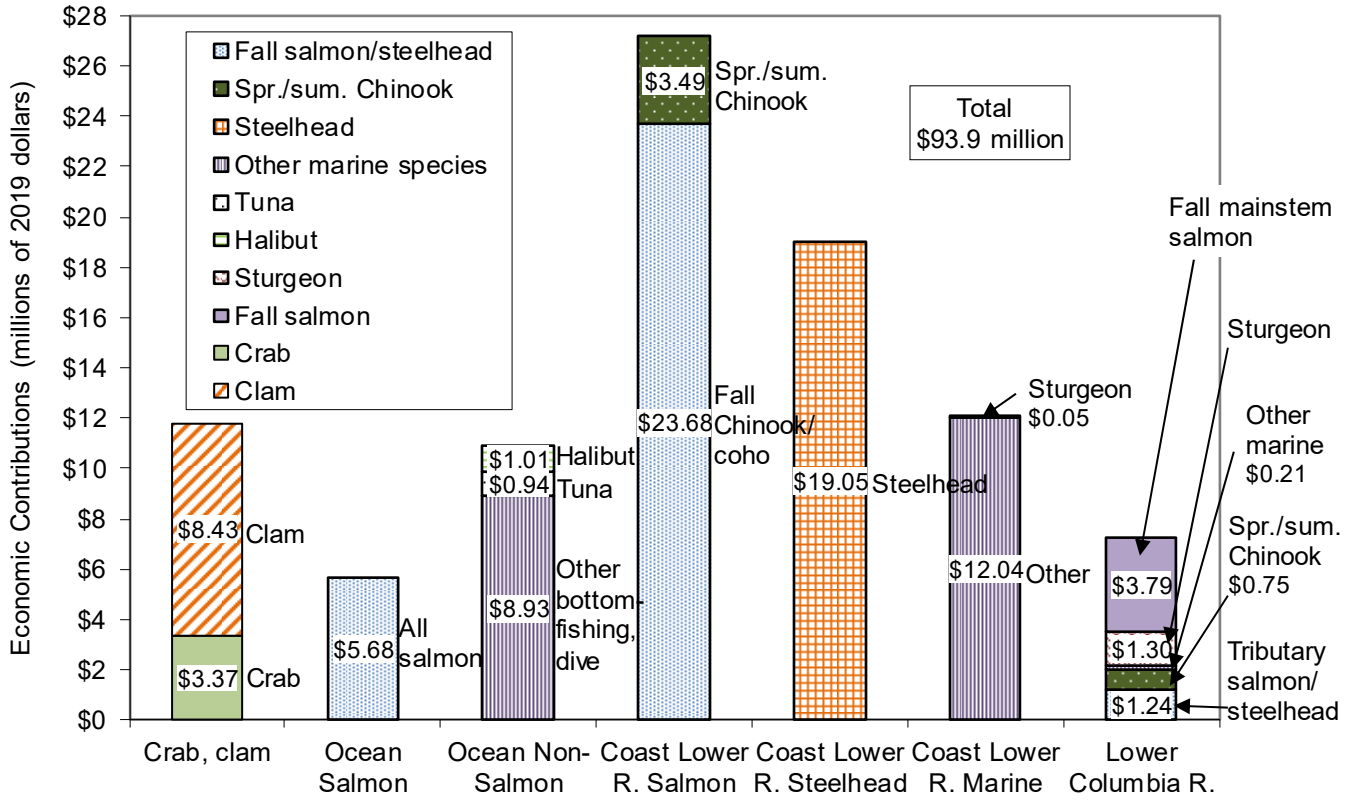 Economic Contributions (millions of 2019 dollars)
$28
$26
$24
$22
$20
$18
$16
$14
$12
$10
$8
$6
$4
$2
$0
Fall salmon/steelhead
Spr./sum. Chinook
Steelhead
Other marine species
Tuna
Halibut
Sturgeon
Fall salmon
Crab
Clam
Total
$93.9 million
$8.43 Clam
$3.37 Crab
$5.68
All
salmon
$1.01 Halibut
$0.94 Tuna
$8.93
Other
bottom-
fishing,
dive
$3.49
Spr./sum.
Chinook
$23.68
Fall
Chinook/
coho
$19.05 Steelhead
Sturgeon
$0.05
$12.04 Other
Fall mainstem
salmon
Sturgeon
Other
marine
$0.21
Spr./sum.
Chinook
$0.75
Tributary
salmon/
steelhead
$3.79
$1.30
$1.24
Crab, clam
Ocean
Salmon
Ocean Non-
Salmon
Coast Lower
R. Salmon
Coast Lower
R. Steelhead
Coast Lower
R. Marine
Lower
Columbia R.